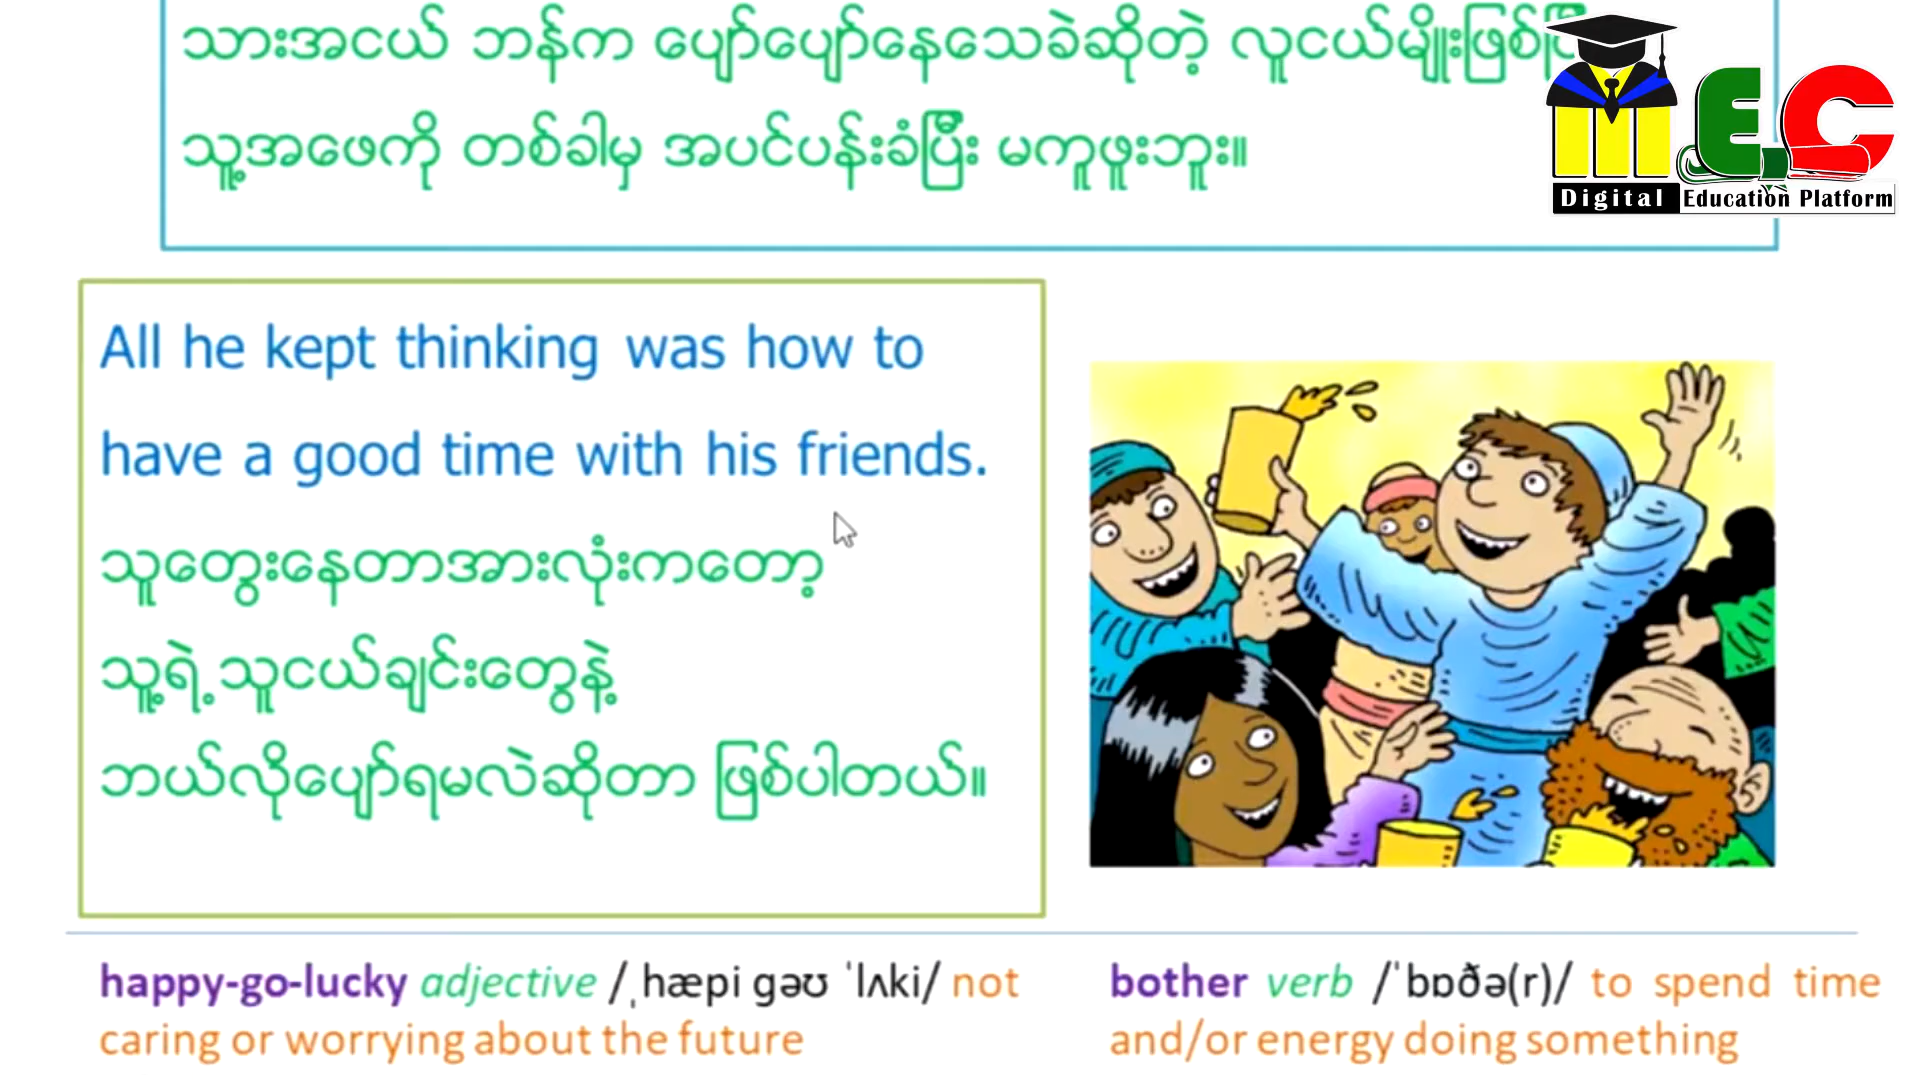 သားအငယ် ဘန်က ပျော်ပျော်နေသေခဲဆိုတဲ့ လူငယ်မျိုးဖြစ်ပြီး
သူ့အဖေကို တစ်ခါမှ အပင်ပန်းခံပြီး မကူဖူးဘူး။
MEC
Digital Education Platform
All he kept thinking was how to
have a good time with his friends.
သူတွေးနေတာအားလုံးကတော့
သူ့ရဲ့ သူငယ်ချင်းတွေနဲ့
ဘယ်လိုပျော်ရမလဲဆိုတာ ဖြစ်ပါတယ်။
happy-go-lucky adjective /ˌhæpi ɡəʊ ˈlʌki/ not
caring or worrying about the future
bother verb /ˈbɒðə(r)/ to spend time
and/or energy doing something